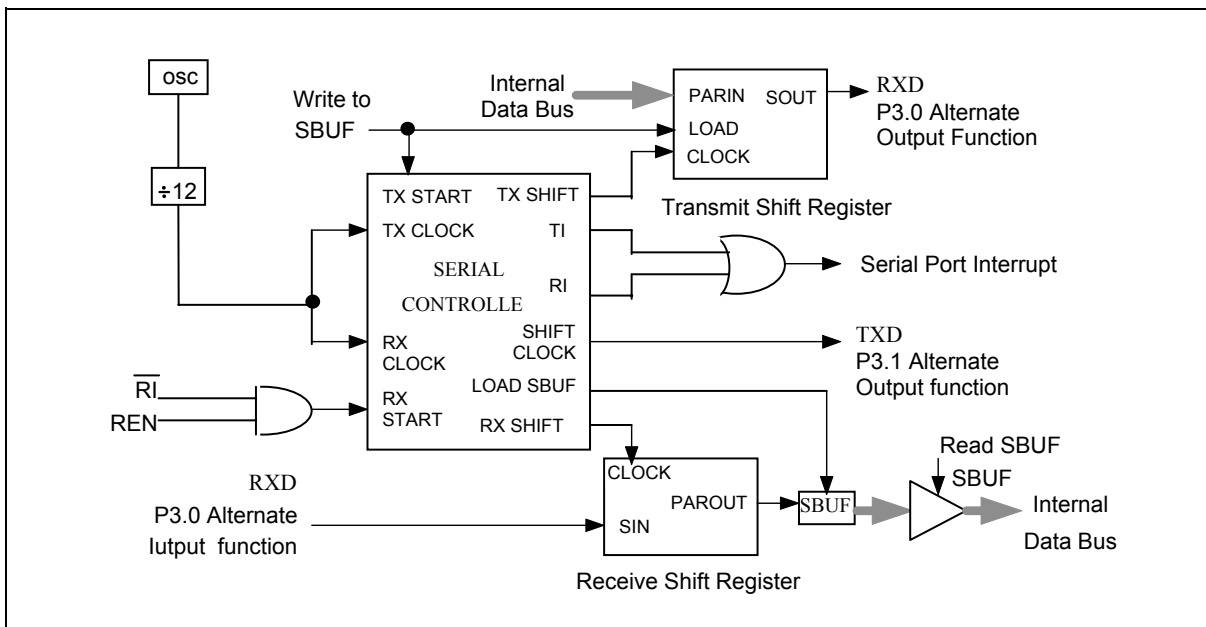 osc
÷12
Write to
SBUF
Internal
Data Bus
PARIN
SOUT
LOAD
CLOCK
RXD
P3.0 Alternate
Output Function
Transmit Shift Register
TX START
TX SHIFT
TX CLOCK
TI
SERIAL
CONTROLLE
RI
Serial Port Interrupt
RX
CLOCK
SHIFT
CLOCK
TXD
P3.1 Alternate
Output function
LOAD SBUF
RX
START
RX SHIFT
R̅I̅
REN
RXD
P3.0 Alternate
Iutput function
CLOCK
PAROUT
SIN
Receive Shift Register
SBUF
Read SBUF
SBUF
Internal
Data Bus